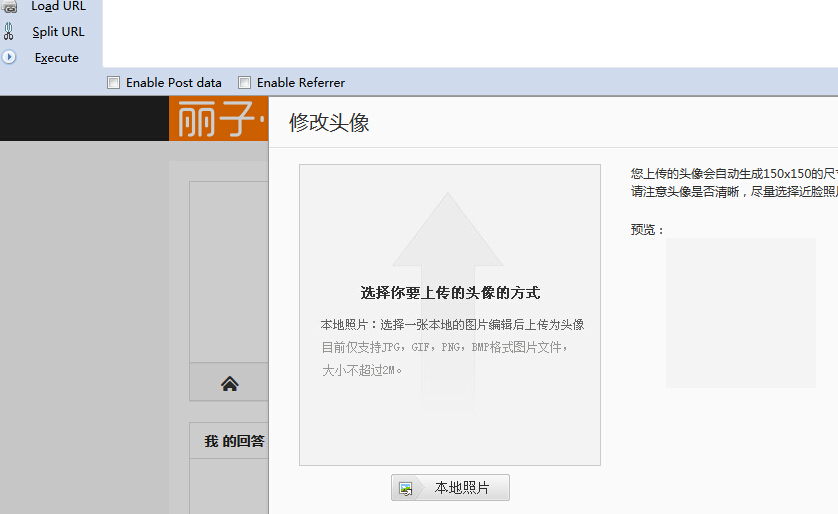 Load URL
Split URL
Execute
Enable Post data
Enable Referrer
丽子·
修改头像
您上传的头像会自动生成150x150的尺寸
请注意头像是否清晰，尽量选择近脸照
预览：
选择你要上传的头像的方式
本地照片：选择一张本地的图片编辑后上传为头像
目前仅支持JPG，GIF，PNG，BMP格式图片文件，
大小不超过2M。
我 的回答
本地照片